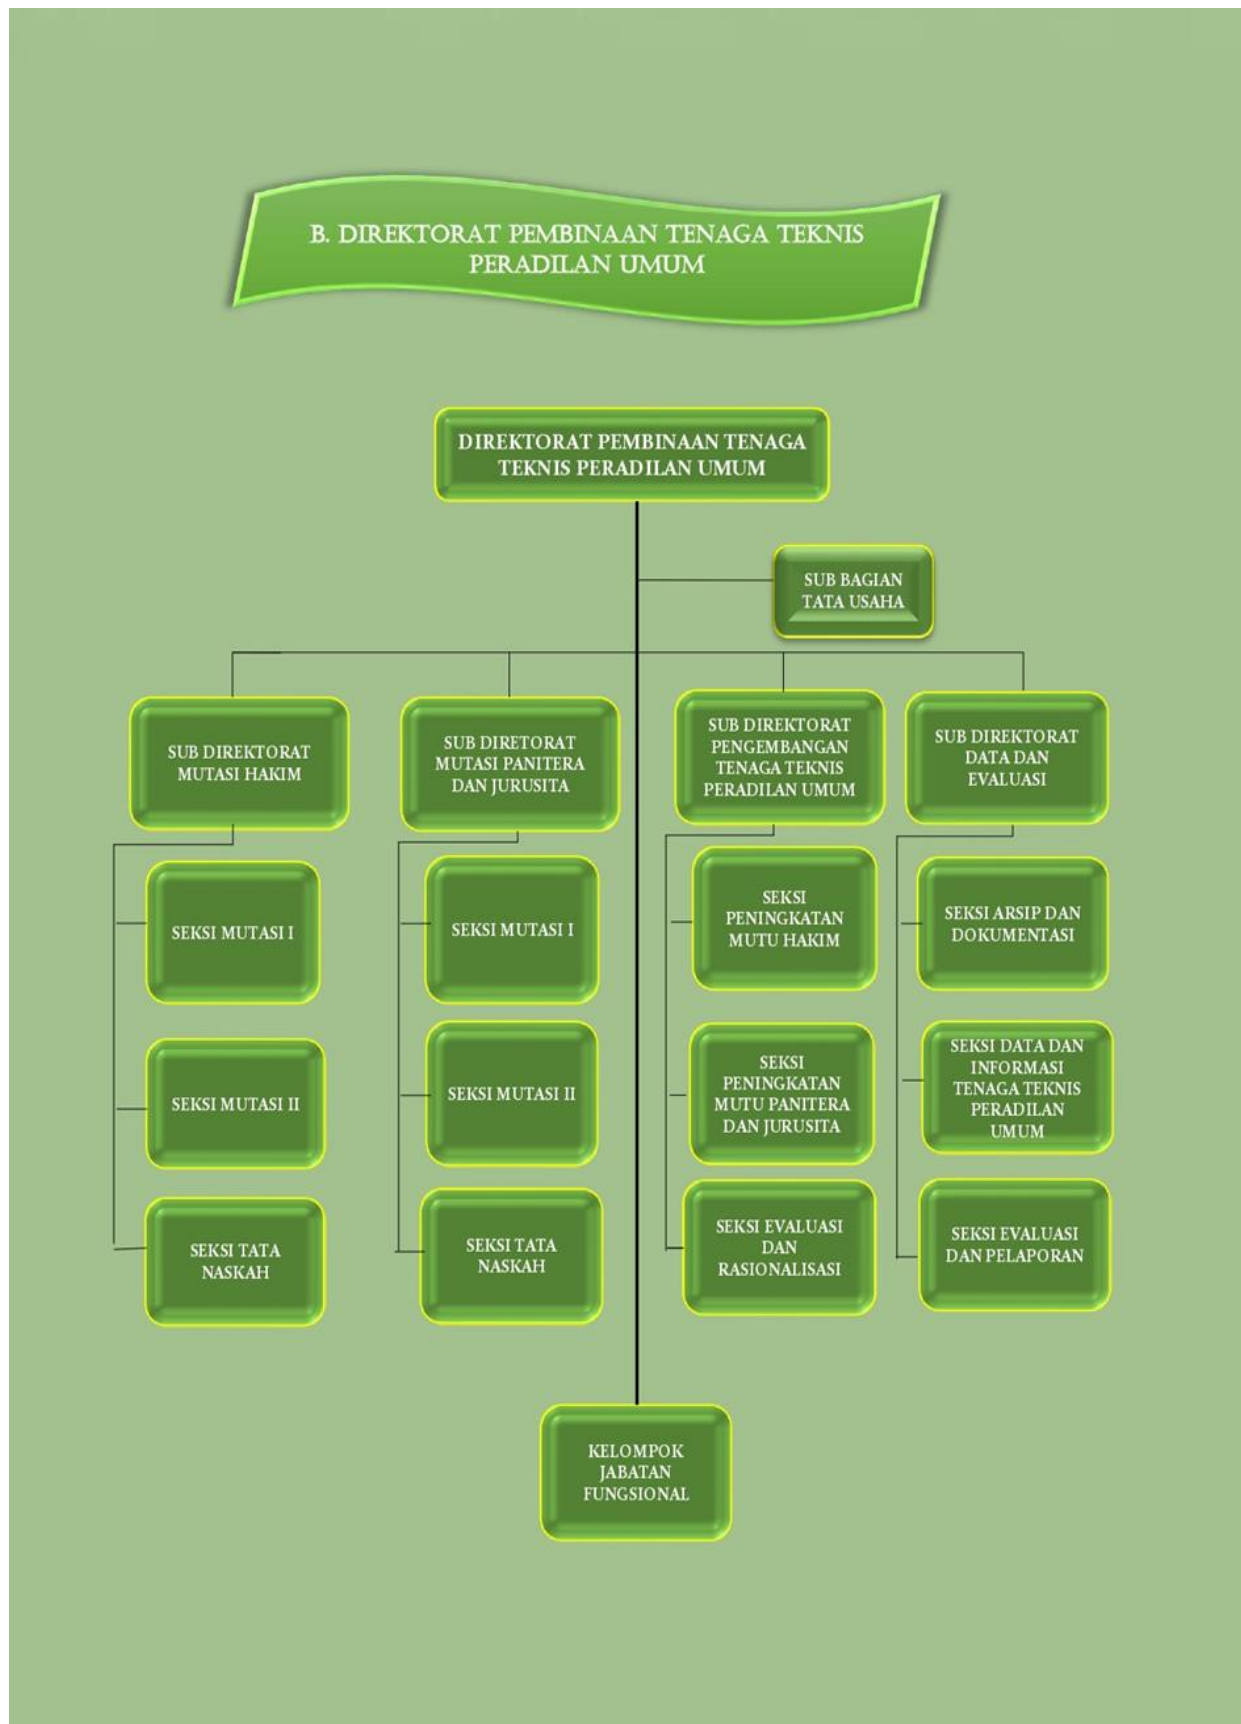 B. DIREKTORAT PEMBINAAN TENAGA TEKNIS
PERADILAN UMUM
DIREKTORAT PEMBINAAN TENAGA
TEKNIS PERADILAN UMUM
SUB BAGIAN
TATA USAHA
SUB DIREKTORAT
MUTASI HAKIM
SUB DIRETORAT
MUTASI PANITERA
DAN JURUSITA
SUB DIREKTORAT
PENGEMBANGAN
TENAGA TEKNIS
PERADILAN UMUM
SUB DIREKTORAT
DATA DAN
EVALUASI
SEKSI MUTASI I
SEKSI MUTASI I
SEKSI
PENINGKATAN
MUTU HAKIM
SEKSI ARSIP DAN
DOKUMENTASI
SEKSI MUTASI II
SEKSI MUTASI II
SEKSI
PENINGKATAN
MUTU PANITERA
DAN JURUSITA
SEKSI DATA DAN
INFORMASI
TENAGA TEKNIS
PERADILAN
UMUM
SEKSI TATA
NASKAH
SEKSI TATA
NASKAH
SEKSI EVALUASI
DAN
RASIONALISASI
SEKSI EVALUASI
DAN PELAPORAN
KELOMPOK
JABATAN
FUNGSIONAL